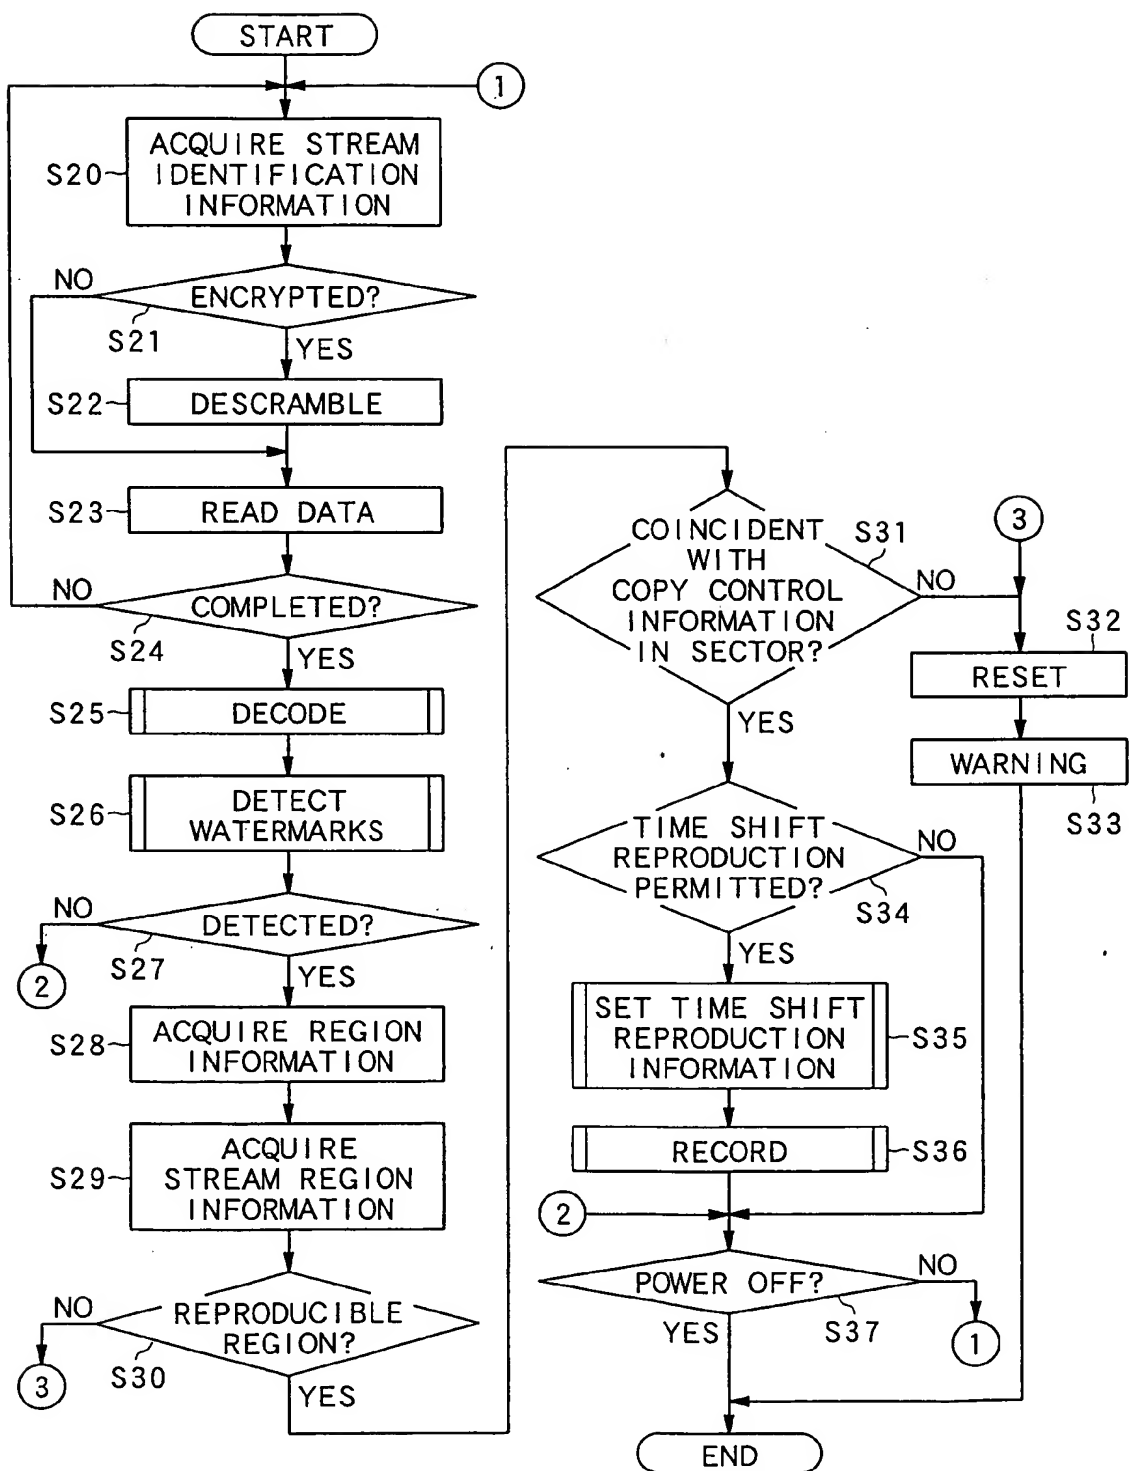 START
1
S20
ACQUIRE STREAM
IDENTIFICATION
INFORMATION
NO
ENCRYPTED?
S21
YES
S22
DESCRAMBLE
S23
READ DATA
NO
COMPLETED?
S24
YES
S25
DECODE
S26
DETECT
WATERMARKS
NO
DETECTED?
2
S27
YES
S28
ACQUIRE REGION
INFORMATION
S29
ACQUIRE
STREAM REGION
INFORMATION
NO
REPRODUCIBLE
REGION?
3
S30
YES
COINCIDENT
WITH
COPY CONTROL
INFORMATION
IN SECTOR?
S31
NO
3
YES
S32
RESET
WARNING
S33
TIME SHIFT
REPRODUCTION
PERMITTED?
NO
S34
YES
SET TIME SHIFT
REPRODUCTION
INFORMATION
S35
RECORD
S36
2
POWER OFF?
NO
S37
YES
1
END